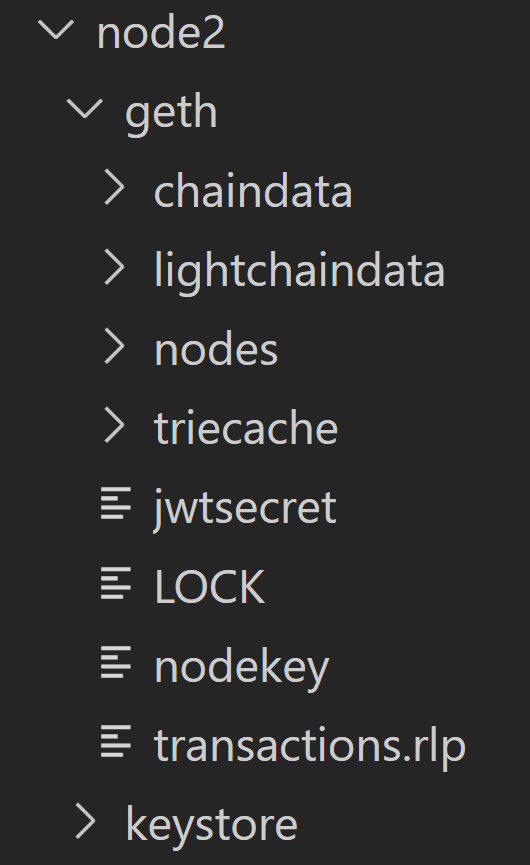 node2
geth
chaindata
lightchaindata
nodes
triecache
jwtsecret
LOCK
nodekey
transactions.rlp
keystore